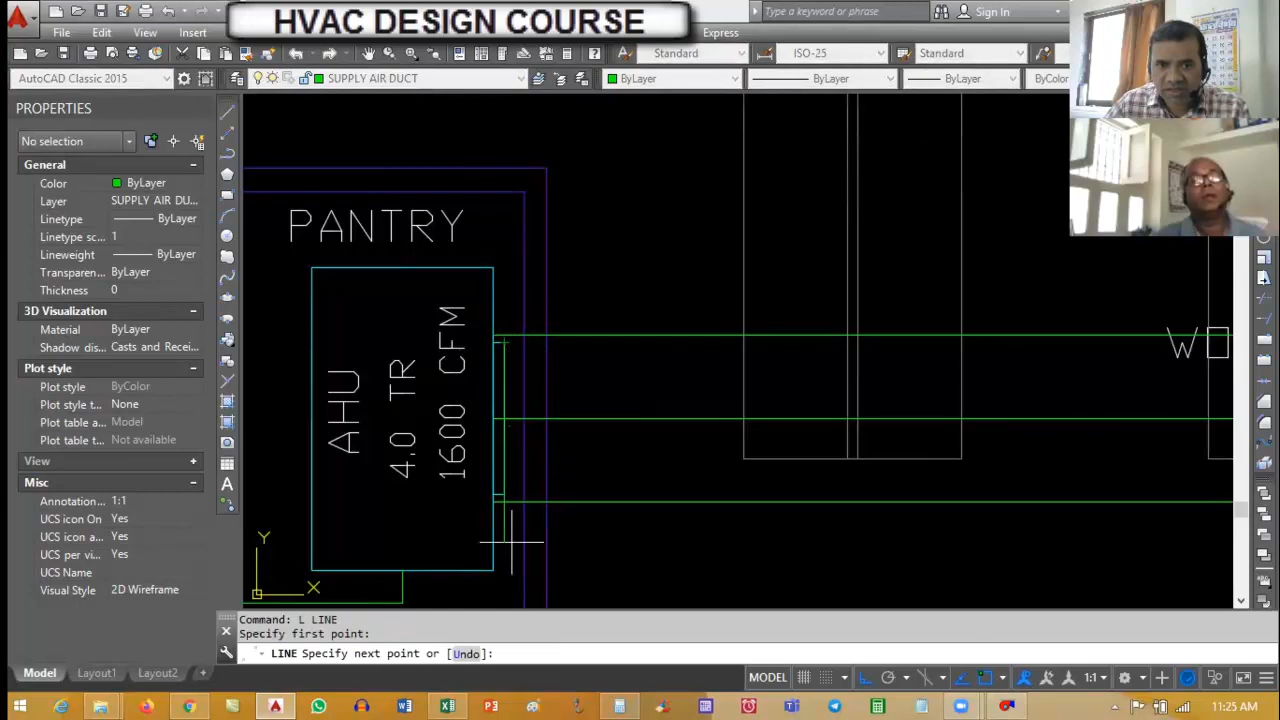 HVAC DESIGN COURSE
Type a keyword or phrase
Sign In
File
Edit
View
Insert
Express
Standard
ISO-25
Standard
AutoCAD Classic 2015
SUPPLY AIR DUCT
ByLayer
ByLayer
ByLayer
ByColor
PROPERTIES
No selection
General
Color ByLayer
Layer SUPPLY AIR DU...
Linetype ByLayer
Linetype sc... 1
Lineweight ByLayer
Transparen... ByLayer
Thickness 0
3D Visualization
Material ByLayer
Shadow dis... Casts and Recei...
Plot style
Plot style ByColor
Plot style t... None
Plot table a... Model
Plot table t... Not available
View
Misc
Annotation... 1:1
UCS icon On Yes
UCS icon a... Yes
UCS per vi... Yes
UCS Name
Visual Style 2D Wireframe
PANTRY
AHU
4.0 TR
1600 CFM
W
Y
X
Command: L LINE
Specify first point:
LINE Specify next point or [Undo]:
Model
Layout1
Layout2
MODEL
1:1
11:25 AM